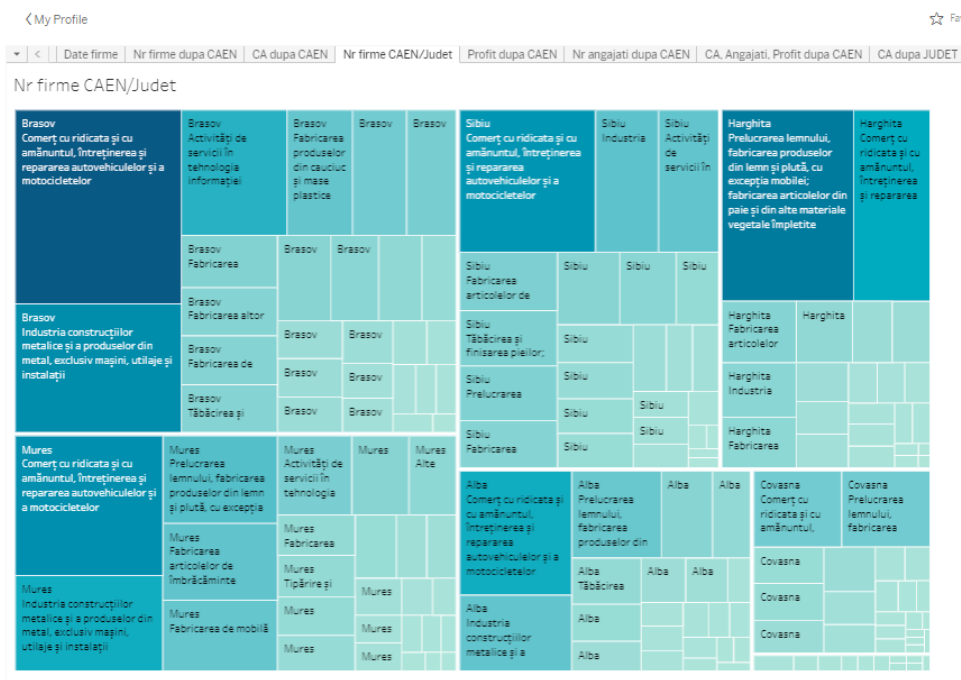 My Profile
Fa
Date firme
Nr firme dupa CAEN
CA dupa CAEN
Nr firme CAEN/Judet
Profit dupa CAEN
Nr angajati dupa CAEN
CA, Angajati, Profit dupa CAEN
CA dupa JUDET
Nr firme CAEN/Judet
Brasov
Comerț cu ridicata și cu
amănuntul, întreținerea și
repararea autovehiculelor și a
motocicletelor
Brasov
Industria construcțiilor
metalice și a produselor din
metal, exclusiv mașini, utilaje și
instalații
Brasov
Activități de
servicii în
tehnologia
informației
Brasov
Fabricarea
produselor
din cauciuc
și mase
plastice
Brasov
Brasov
Brasov
Fabricarea
Brasov
Fabricarea altor
Brasov
Fabricarea de
Brasov
Tăbăcirea și
Brasov
Brasov
Brasov
Brasov
Brasov
Brasov
Brasov
Brasov
Sibiu
Comerț cu ridicata și cu
amănuntul, întreținerea
și repararea
autovehiculelor și a
motocicletelor
Sibiu
Industria
Sibiu
Activități
de
servicii în
Sibiu
Fabricarea
articolelor de
Sibiu
Tăbăcirea și
finisarea pieilor;
Sibiu
Prelucrarea
Sibiu
Fabricarea
Sibiu
Sibiu
Sibiu
Sibiu
Sibiu
Sibiu
Sibiu
Sibiu
Sibiu
Harghita
Prelucrarea lemnului,
fabricarea produselor
din lemn și plută, cu
excepția mobilei;
fabricarea articolelor din
paie și din alte materiale
vegetale împletite
Harghita
Comerț cu
ridicata și cu
amănuntul,
întreținerea
și repararea
Harghita
Fabricarea
articolelor
Harghita
Harghita
Industria
Harghita
Fabricarea
Mures
Comerț cu ridicata și cu
amănuntul, întreținerea și
repararea autovehiculelor și
a motocicletelor
Mures
Industria construcțiilor
metalice și a produselor din
metal, exclusiv mașini,
utilaje și instalații
Mures
Prelucrarea
lemnului, fabricarea
produselor din lemn
și plută, cu excepția
Mures
Fabricarea
articolelor de
îmbrăcăminte
Mures
Fabricarea de mobilă
Mures
Activități de
servicii în
tehnologia
Mures
Mures
Alte
Mures
Fabricarea
Mures
Tipărire și
Mures
Mures
Mures
Mures
Mures
Alba
Comerț cu ridicata și
cu amănuntul,
întreținerea și
repararea
autovehiculelor și a
motocicletelor
Alba
Industria
construcțiilor
metalice și a
Alba
Prelucrarea
lemnului,
fabricarea
produselor din
Alba
Alba
Alba
Tăbăcirea
Alba
Alba
Alba
Alba
Covasna
Comerț cu
ridicata și cu
amănuntul,
Covasna
Prelucrarea
lemnului,
fabricarea
Covasna
Covasna
Covasna